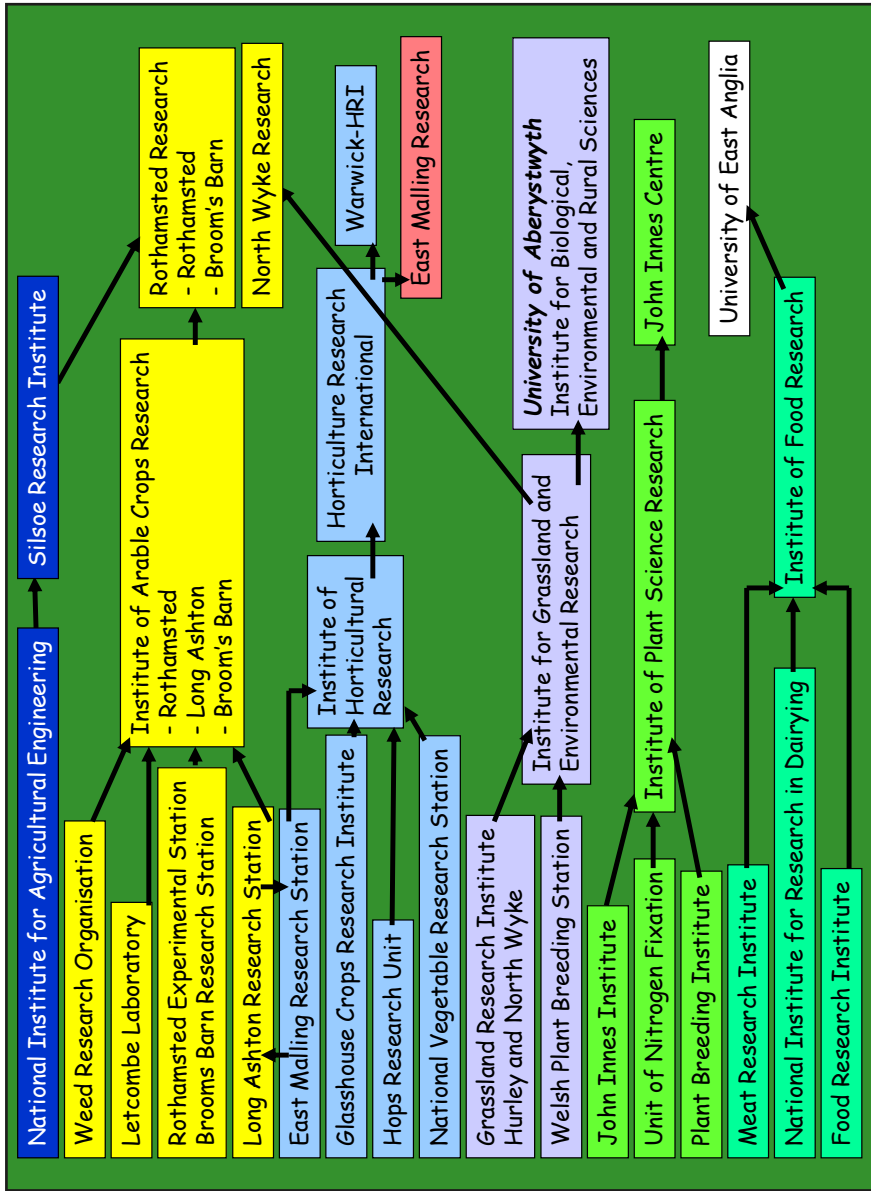 National Institute for Agricultural Engineering
Silsoe Research Institute
Weed Research Organisation
Letcombe Laboratory
Rothamsted Experimental Station
Brooms Barn Research Station
Long Ashton Research Station
Institute of Arable Crops Research
- Rothamsted
- Long Ashton
- Broom's Barn
Rothamsted Research
- Rothamsted
- Broom's Barn
North Wyke Research
East Malling Research Station
Glasshouse Crops Research Institute
Hops Research Unit
National Vegetable Research Station
Institute of
Horticultural
Research
Horticulture Research
International
Warwick-HRI
East Malling Research
Grassland Research Institute
Hurley and North Wyke
Welsh Plant Breeding Station
Institute for Grassland and
Environmental Research
University of Aberystwyth
Institute for Biological,
Environmental and Rural Sciences
John Innes Institute
Unit of Nitrogen Fixation
Plant Breeding Institute
Institute of Plant Science Research
John Innes Centre
Meat Research Institute
National Institute for Research in Dairying
Food Research Institute
Institute of Food Research
University of East Anglia